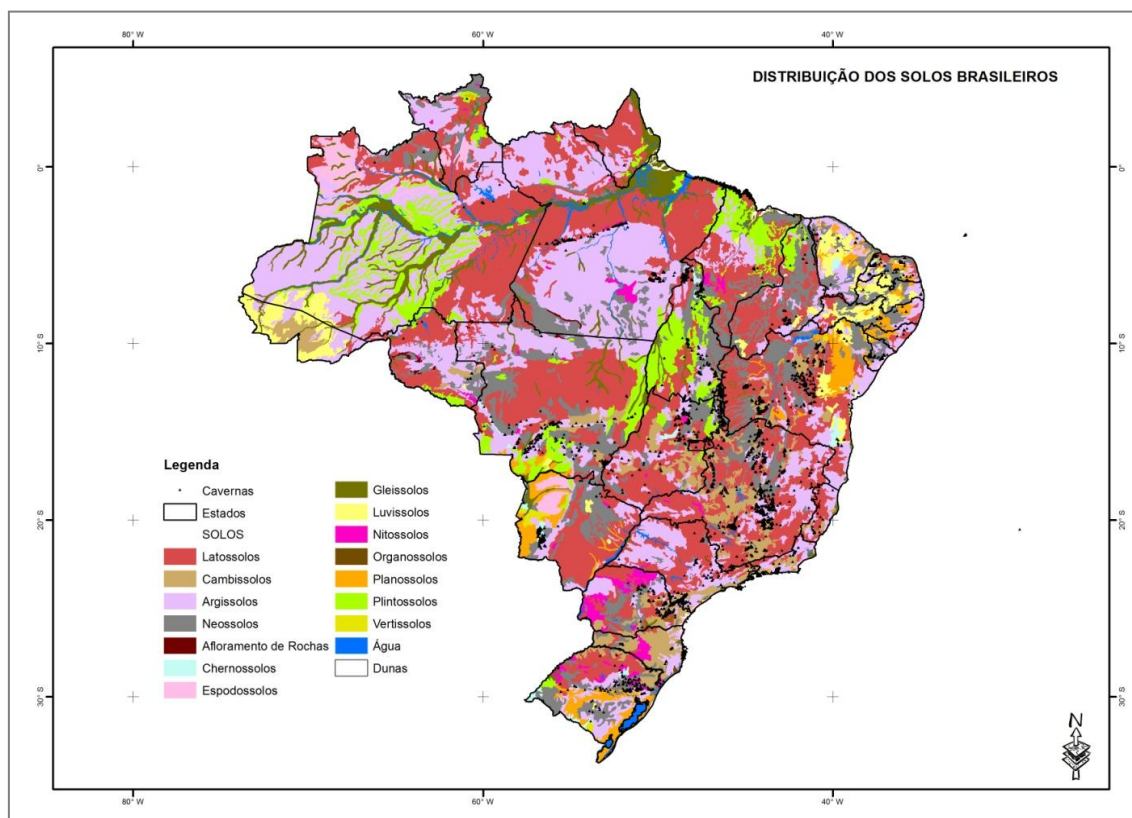 80° W 60° W 40° W
DISTRIBUIÇÃO DOS SOLOS BRASILEIROS
0° 0°
10° S 10° S
Legenda
Cavernas
Estados
SOLOS
Latossolos
Cambissolos
Argissolos
Neossolos
Afloramento de Rochas
Chernossolos
Espodossolos
Gleissolos
Luvissolos
Nitossolos
Organossolos
Planossolos
Plintossolos
Vertissolos
Água
Dunas
20° S 20° S
30° S 30° S
N
80° W 60° W 40° W